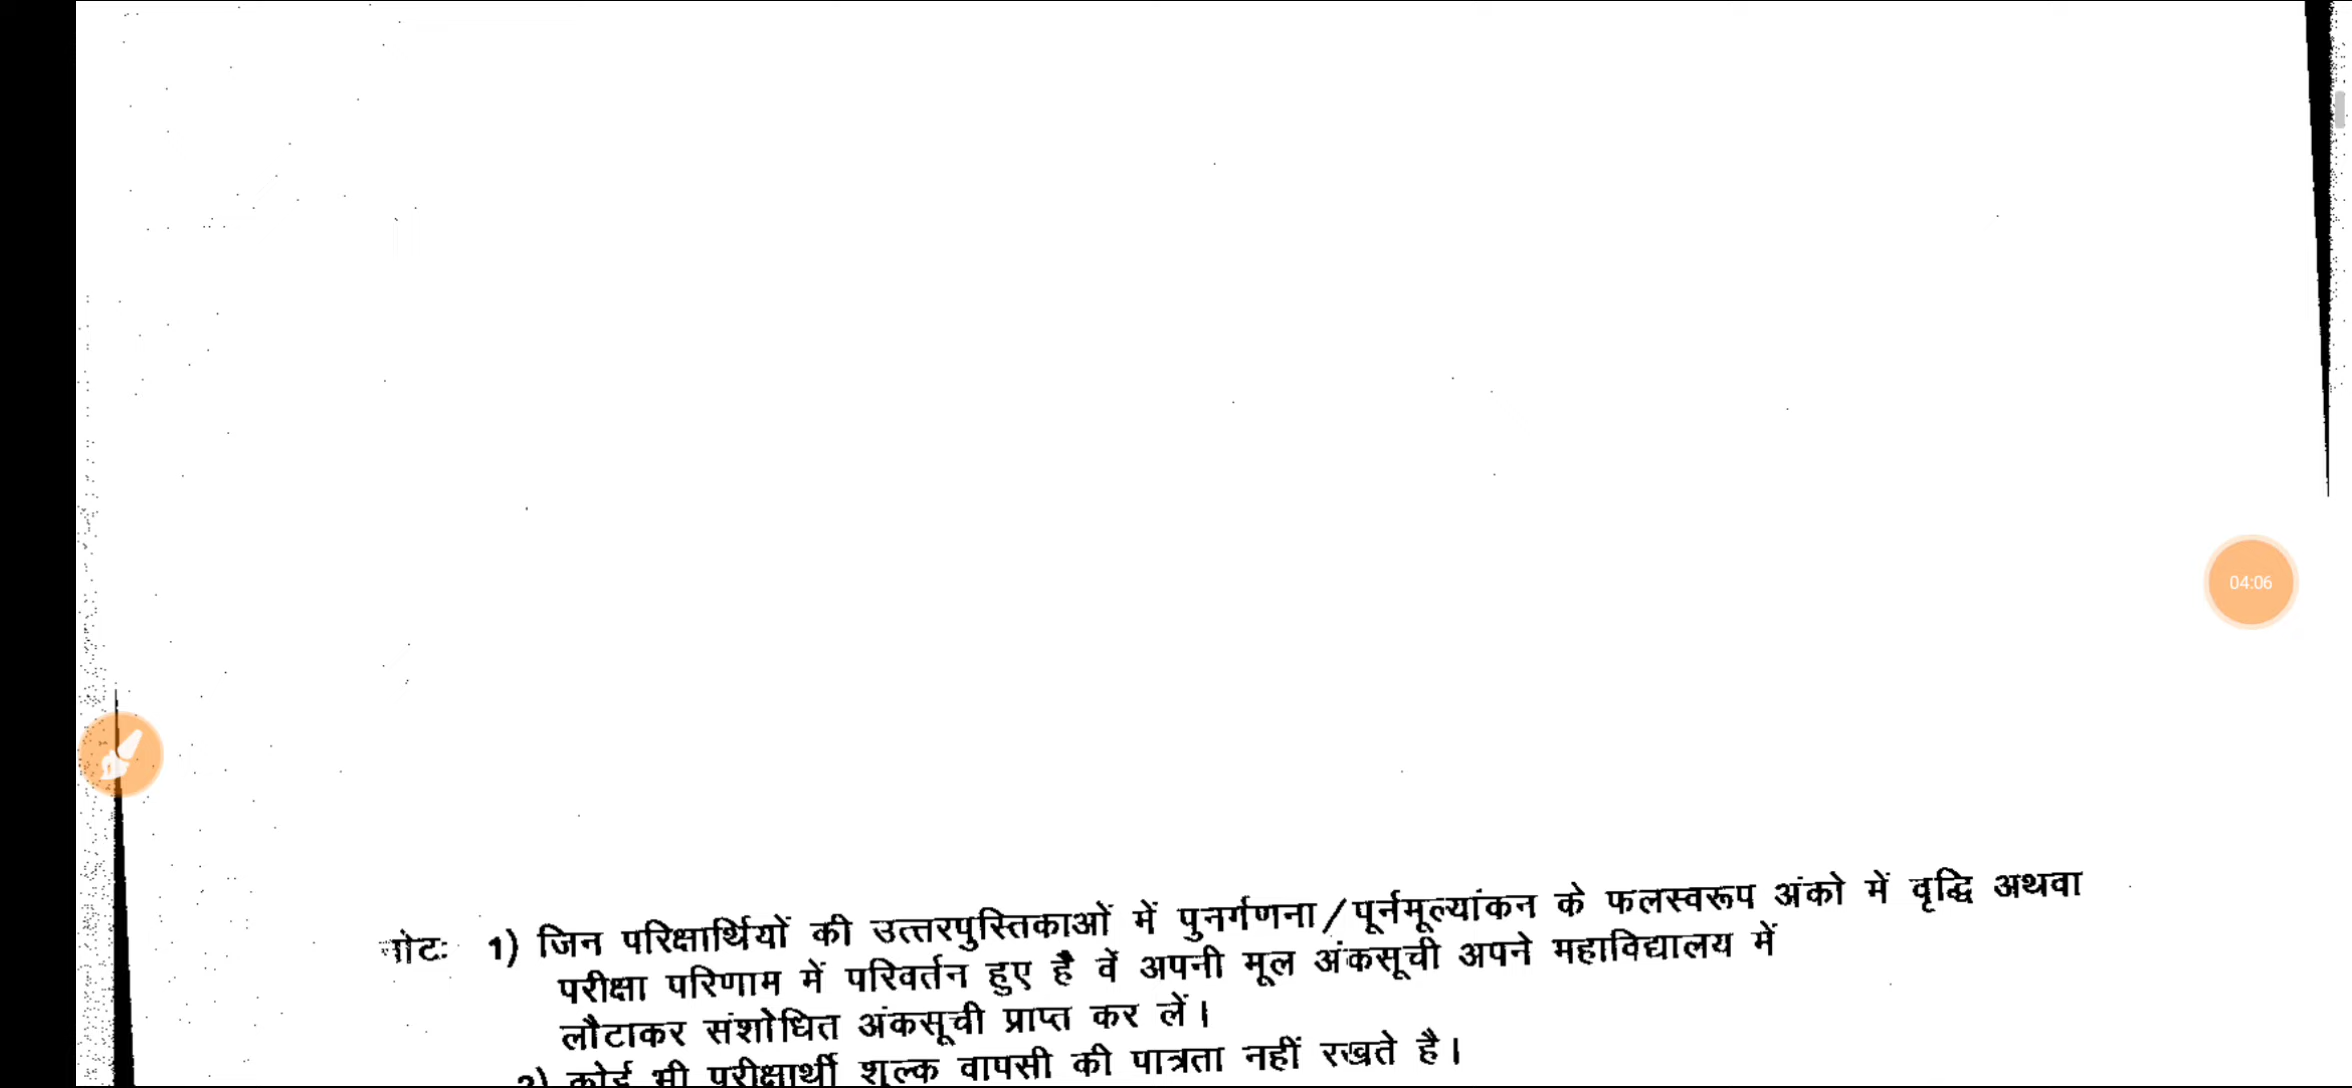 04:06
नोटः 1) जिन परिक्षार्थियों की उत्तरपुस्तिकाओं में पुनर्गणना/पूर्नमूल्यांकन के फलस्वरूप अंको में वृद्धि अथवा
परीक्षा परिणाम में परिवर्तन हुए है वें अपनी मूल अंकसूची अपने महाविद्यालय में
लौटाकर संशोधित अंकसूची प्राप्त कर लें।
2) कोई भी परीक्षार्थी शुल्क वापसी की पात्रता नहीं रखते है।